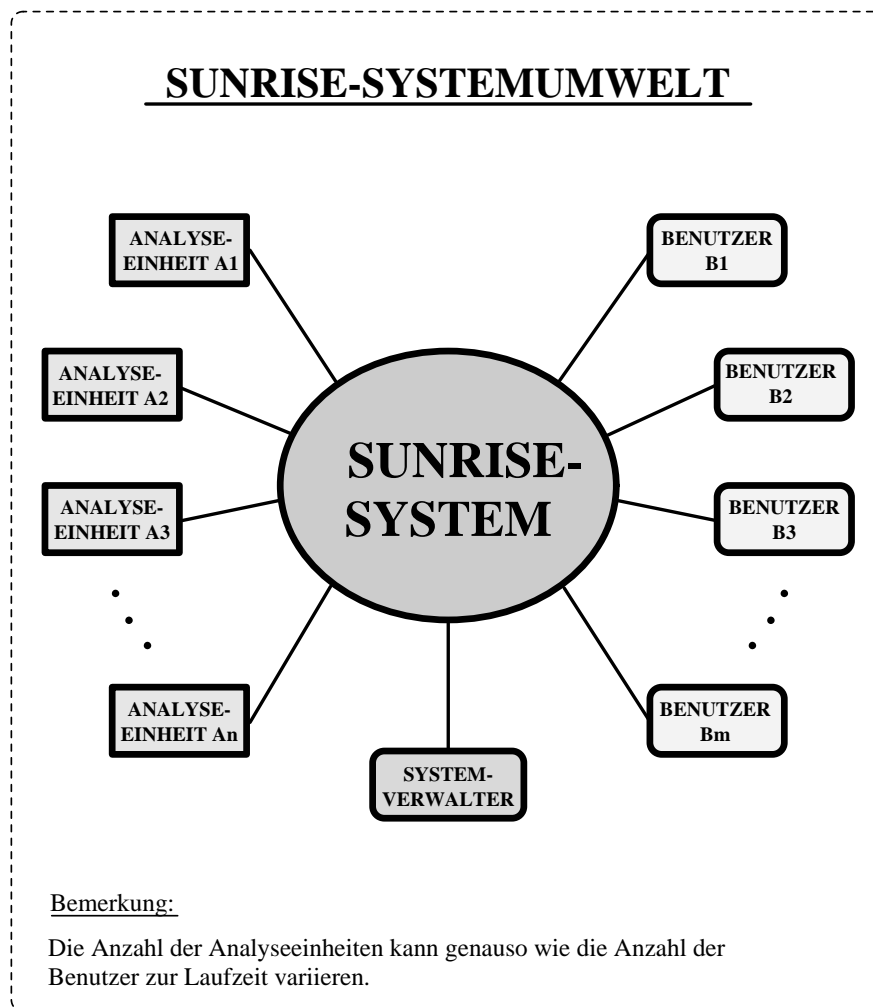 SUNRISE-SYSTEMUMWELT
ANALYSE-
EINHEIT A1
BENUTZER
B1
ANALYSE-
EINHEIT A2
BENUTZER
B2
SUNRISE-
SYSTEM
ANALYSE-
EINHEIT A3
BENUTZER
B3
ANALYSE-
EINHEIT An
BENUTZER
Bm
SYSTEM-
VERWALTER
Bemerkung:
Die Anzahl der Analyseeinheiten kann genauso wie die Anzahl der
Benutzer zur Laufzeit variieren.